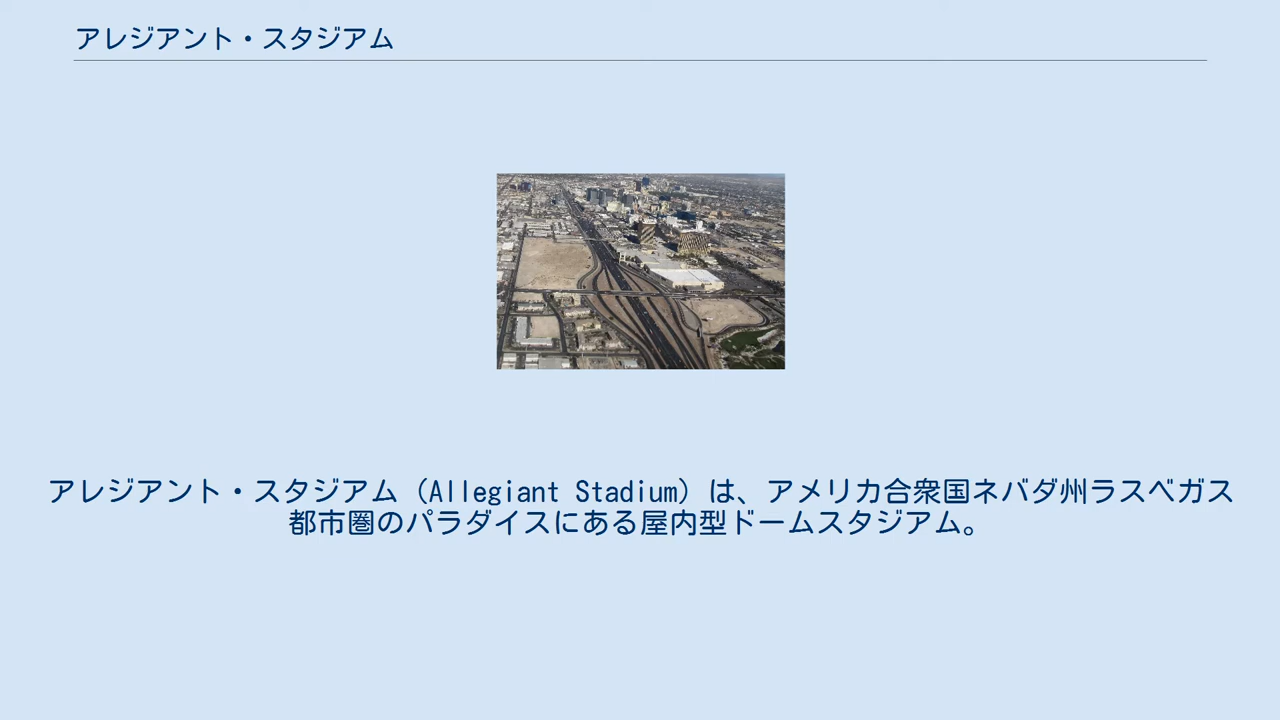 アレジアント・スタジアム
アレジアント・スタジアム（Allegiant Stadium）は、アメリカ合衆国ネバダ州ラスベガス
都市圏のパラダイスにある屋内型ドームスタジアム。